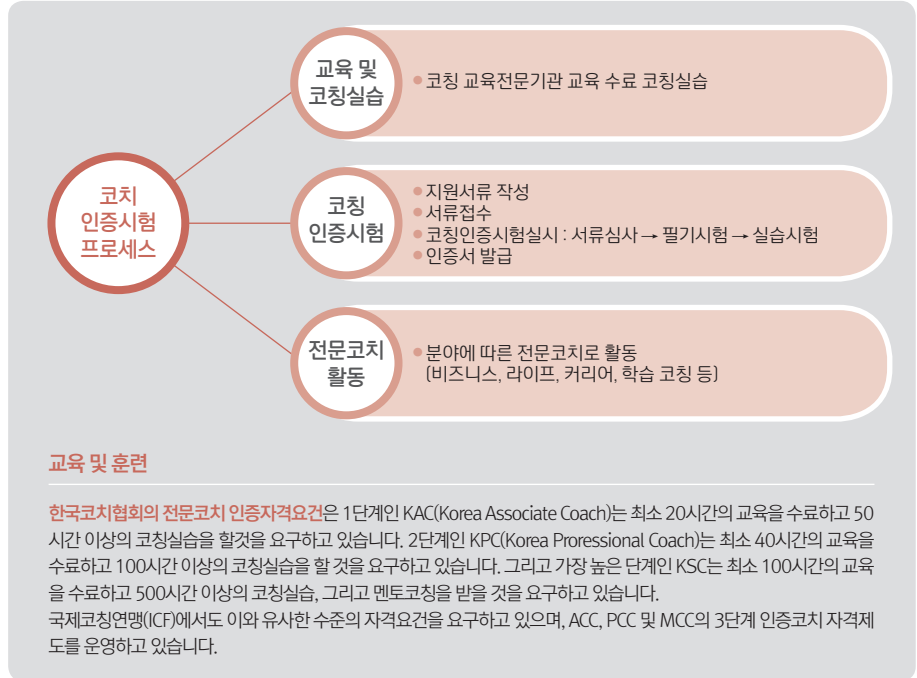 교육 및
코칭실습
● 코칭 교육전문기관 교육 수료 코칭실습
코치
인증시험
프로세스
코칭
인증시험
● 지원서류 작성
● 서류접수
● 코칭인증시험실시 : 서류심사 → 필기시험 → 실습시험
● 인증서 발급
전문코치
활동
● 분야에 따른 전문코치로 활동
(비즈니스, 라이프, 커리어, 학습 코칭 등)
교육 및 훈련
한국코치협회의 전문코치 인증자격요건은 1단계인 KAC(Korea Associate Coach)는 최소 20시간의 교육을 수료하고 50
시간 이상의 코칭실습을 할것을 요구하고 있습니다. 2단계인 KPC(Korea Proressional Coach)는 최소 40시간의 교육을
수료하고 100시간 이상의 코칭실습을 할 것을 요구하고 있습니다. 그리고 가장 높은 단계인 KSC는 최소 100시간의 교육
을 수료하고 500시간 이상의 코칭실습, 그리고 멘토코칭을 받을 것을 요구하고 있습니다.
국제코칭연맹(ICF)에서도 이와 유사한 수준의 자격요건을 요구하고 있으며, ACC, PCC 및 MCC의 3단계 인증코치 자격제
도를 운영하고 있습니다.